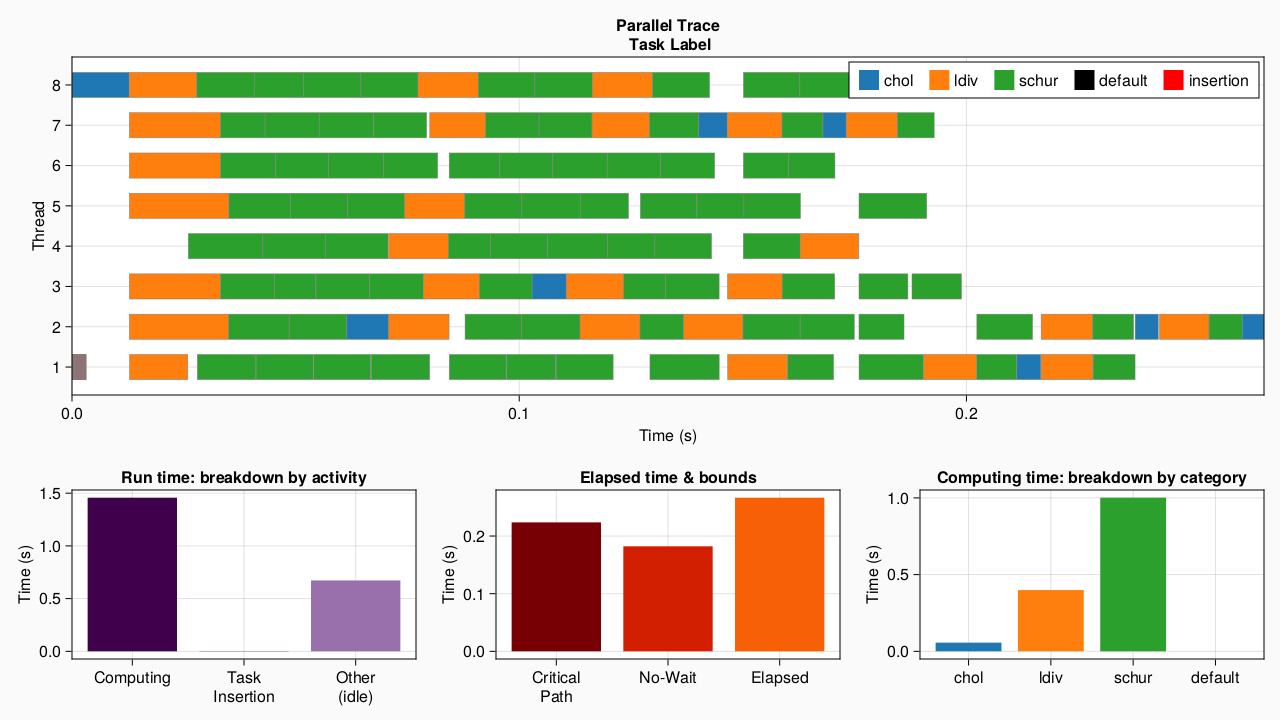 Parallel Trace
Task Label
8
7
6
5
4
3
2
1
Thread
chol
ldiv
schur
default
insertion
0.0
0.1
0.2
Time (s)
Run time: breakdown by activity
1.5
1.0
0.5
0.0
Time (s)
Computing
Task
Insertion
Other
(idle)
Elapsed time & bounds
0.2
0.1
0.0
Time (s)
Critical
Path
No-Wait
Elapsed
Computing time: breakdown by category
1.0
0.5
0.0
Time (s)
chol
ldiv
schur
default